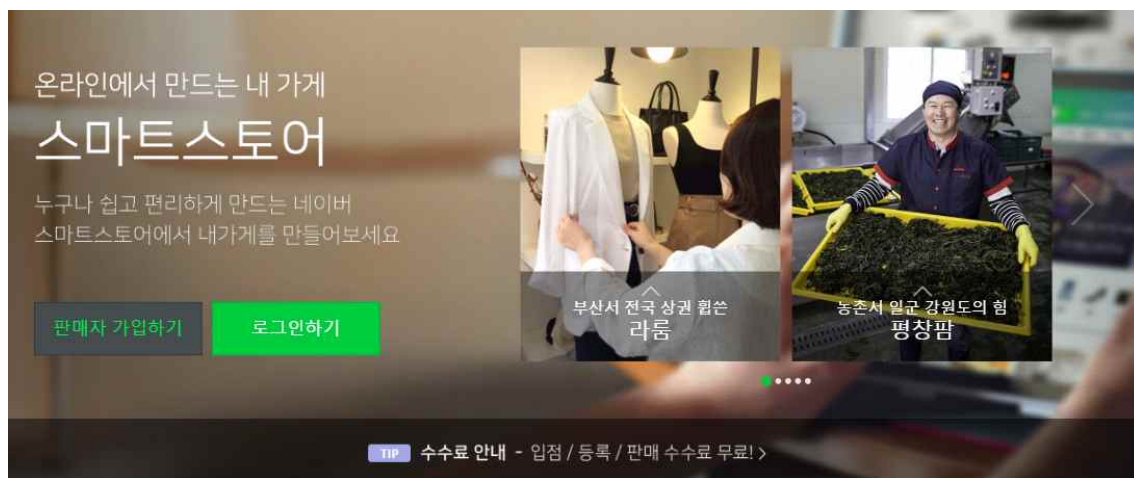 온라인에서 만드는 내 가게
스마트스토어
누구나 쉽고 편리하게 만드는 네이버
스마트스토어에서 내가게를 만들어보세요
판매자 가입하기
로그인하기
부산서 전국 상권 휩쓴
라룸
농촌서 일군 강원도의 힘
평창팜
TIP 수수료 안내 - 입점 / 등록 / 판매 수수료 무료! >